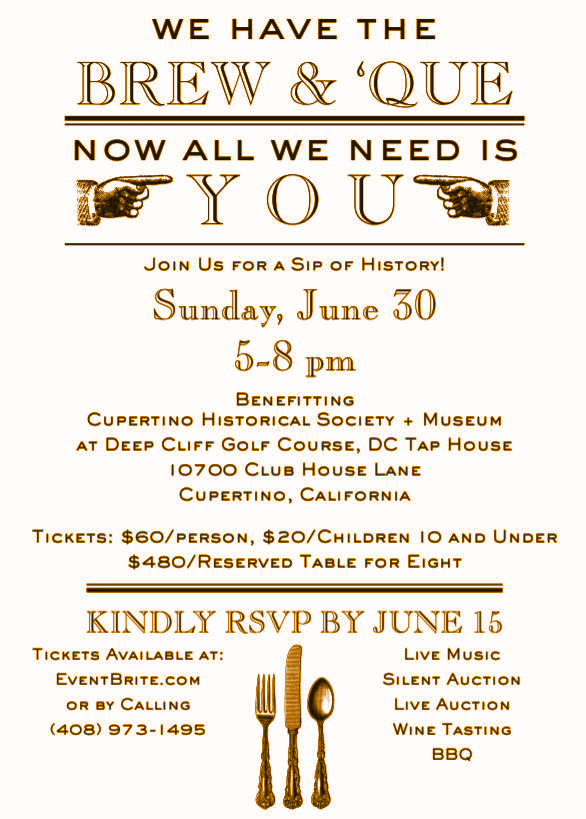 WE HAVE THE
BREW & ‘QUE
NOW ALL WE NEED IS
YOU
JOIN US FOR A SIP OF HISTORY!
Sunday, June 30
5-8 pm
BENEFITTING
CUPERTINO HISTORICAL SOCIETY + MUSEUM
AT DEEP CLIFF GOLF COURSE, DC TAP HOUSE
10700 CLUB HOUSE LANE
CUPERTINO, CALIFORNIA
TICKETS: $60/PERSON, $20/CHILDREN 10 AND UNDER
$480/RESERVED TABLE FOR EIGHT
KINDLY RSVP BY JUNE 15
TICKETS AVAILABLE AT:
EVENTBRITE.COM
OR BY CALLING
(408) 973-1495
LIVE MUSIC
SILENT AUCTION
LIVE AUCTION
WINE TASTING
BBQ